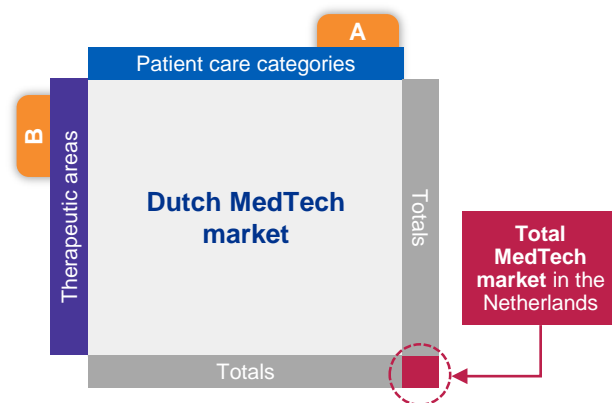 A
Patient care categories
B
Therapeutic areas
Dutch MedTech
market
Totals
Total
MedTech
market in the
Netherlands
Totals